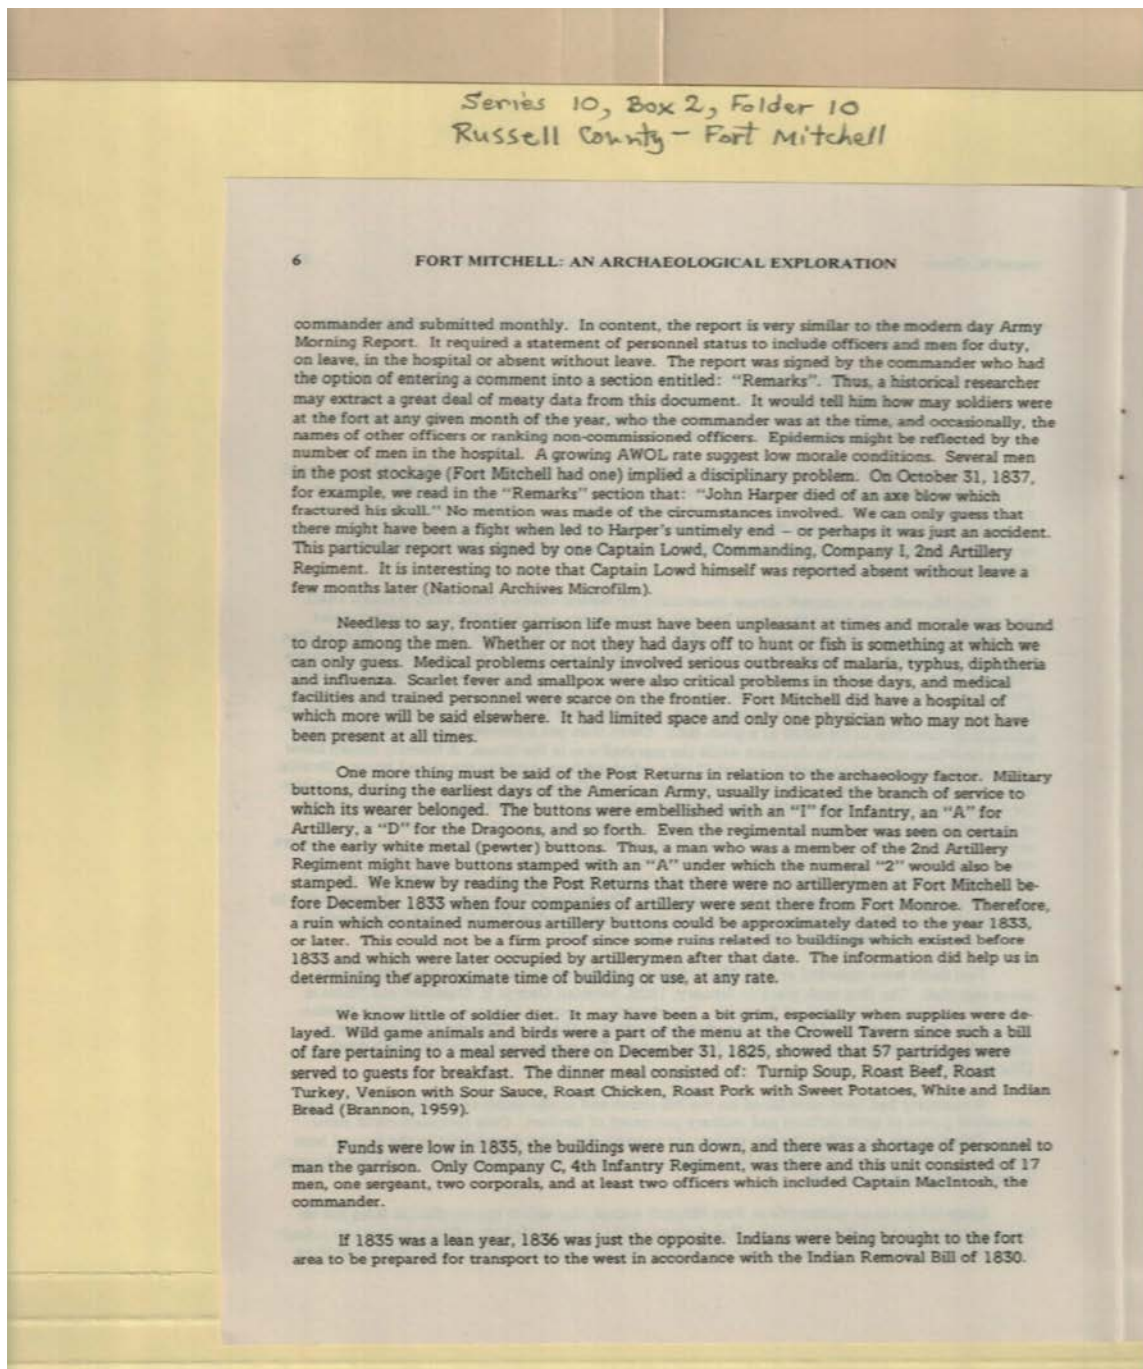 Series 10, Box 2, Folder 10
Russell County - Fort Mitchell
6 FORT MITCHELL: AN ARCHAEOLOGICAL EXPLORATION
commander and submitted monthly. In content, the report is very similar to the modern day Army
Morning Report. It required a statement of personnel status to include officers and men for duty,
on leave, in the hospital or absent without leave. The report was signed by the commander who had
the option of entering a comment into a section entitled: "Remarks". Thus, a historical researcher
may extract a great deal of meaty data from this document. It would tell him how may soldiers were
at the fort at any given month of the year, who the commander was at the time, and occasionally, the
names of other officers or ranking non-commissioned officers. Epidemics might be reflected by the
number of men in the hospital. A growing AWOL rate suggest low morale conditions. Several men
in the post stockage (Fort Mitchell had one) implied a disciplinary problem. On October 31, 1837,
for example, we read in the "Remarks" section that: "John Harper died of an axe blow which
fractured his skull." No mention was made of the circumstances involved. We can only guess that
there might have been a fight when led to Harper's untimely end – or perhaps it was just an accident.
This particular report was signed by one Captain Lowd, Commanding, Company I, 2nd Artillery
Regiment. It is interesting to note that Captain Lowd himself was reported absent without leave a
few months later (National Archives Microfilm).
Needless to say, frontier garrison life must have been unpleasant at times and morale was bound
to drop among the men. Whether or not they had days off to hunt or fish is something at which we
can only guess. Medical problems certainly involved serious outbreaks of malaria, typhus, diphtheria
and influenza. Scarlet fever and smallpox were also critical problems in those days, and medical
facilities and trained personnel were scarce on the frontier. Fort Mitchell did have a hospital of
which more will be said elsewhere. It had limited space and only one physician who may not have
been present at all times.
One more thing must be said of the Post Returns in relation to the archaeology factor. Military
buttons, during the earliest days of the American Army, usually indicated the branch of service to
which its wearer belonged. The buttons were embellished with an "I" for Infantry, an "A" for
Artillery, a "D" for the Dragoons, and so forth. Even the regimental number was seen on certain
of the early white metal (pewter) buttons. Thus, a man who was a member of the 2nd Artillery
Regiment might have buttons stamped with an "A" under which the numeral "2" would also be
stamped. We knew by reading the Post Returns that there were no artillerymen at Fort Mitchell be-
fore December 1833 when four companies of artillery were sent there from Fort Monroe. Therefore,
a ruin which contained numerous artillery buttons could be approximately dated to the year 1833,
or later. This could not be a firm proof since some ruins related to buildings which existed before
1833 and which were later occupied by artillerymen after that date. The information did help us in
determining the approximate time of building or use, at any rate.
We know little of soldier diet. It may have been a bit grim, especially when supplies were de-
layed. Wild game animals and birds were a part of the menu at the Crowell Tavern since such a bill
of fare pertaining to a meal served there on December 31, 1825, showed that 57 partridges were
served to guests for breakfast. The dinner meal consisted of: Turnip Soup, Roast Beef, Roast
Turkey, Venison with Sour Sauce, Roast Chicken, Roast Pork with Sweet Potatoes, White and Indian
Bread (Brannon, 1959).
Funds were low in 1835, the buildings were run down, and there was a shortage of personnel to
man the garrison. Only Company C, 4th Infantry Regiment, was there and this unit consisted of 17
men, one sergeant, two corporals, and at least two officers which included Captain MacIntosh, the
commander.
If 1835 was a lean year, 1836 was just the opposite. Indians were being brought to the fort
area to be prepared for transport to the west in accordance with the Indian Removal Bill of 1830.